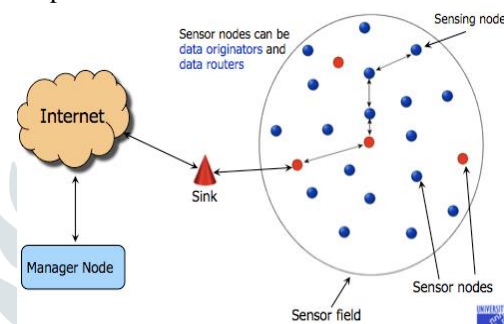 Sensor nodes can be
data originators and
data routers
Sensing node
Internet
Sink
Manager Node
Sensor nodes
Sensor field